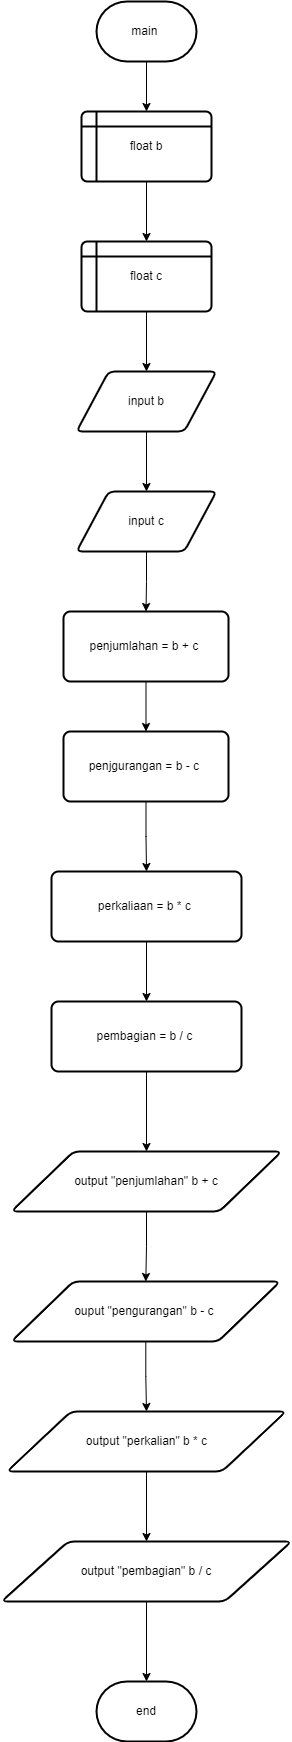 main
float b
float c
input b
input c
penjumlahan = b + c
penjgurangan = b - c
perkaliaan = b * c
pembagian = b / c
output "penjumlahan" b + c
ouput "pengurangan" b - c
output "perkalian" b * c
output "pembagian" b / c
end